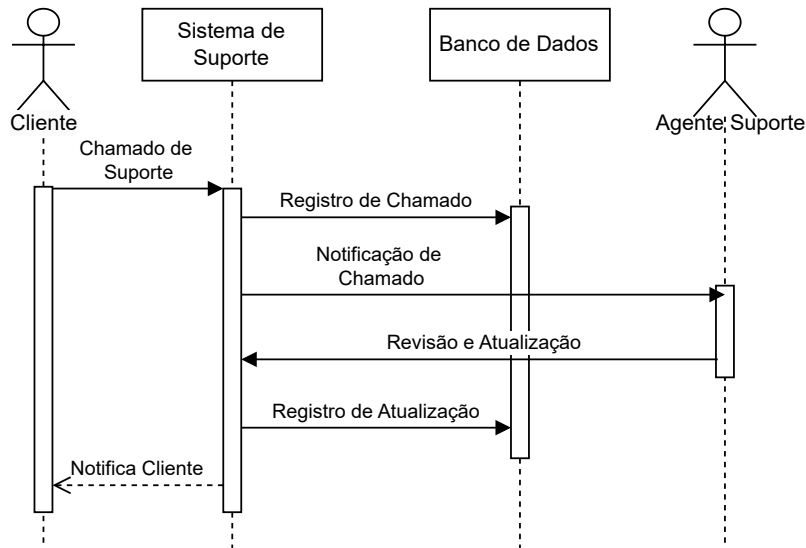 Sistema de
Suporte
Banco de Dados
Cliente
Agente Suporte
Chamado de
Suporte
Registro de Chamado
Notificação de
Chamado
Revisão e Atualização
Registro de Atualização
Notifica Cliente